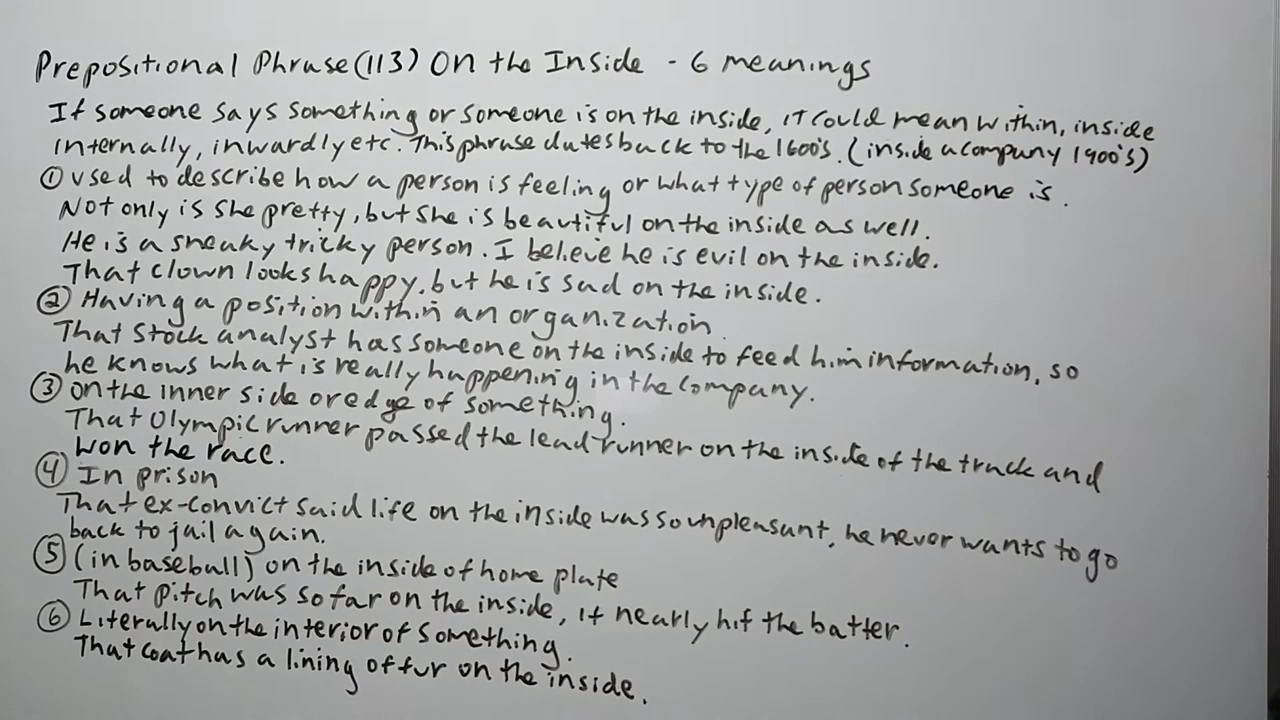 Prepositional Phrase (113) On the Inside - 6 meanings
If someone says something or someone is on the inside, it could mean within, inside
internally, inwardly etc. This phrase dates back to the 1600's. (inside a company 1900's)
① Used to describe how a person is feeling or what type of person someone is.
Not only is she pretty, but she is beautiful on the inside as well.
He is a sneaky tricky person. I believe he is evil on the inside.
That clown looks happy, but he is sad on the inside.
② Having a position within an organization
That stock analyst has someone on the inside to feed him information, so
he knows what is really happening in the company.
③ On the inner side or edge of something.
That Olympic runner passed the lead runner on the inside of the track and
won the race.
④ In prison
That ex-convict said life on the inside was so unpleasant, he never wants to go
back to jail again.
⑤ (in baseball) on the inside of home plate
That pitch was so far on the inside, it nearly hit the batter.
⑥ Literally on the interior of something.
That coat has a lining of fur on the inside.